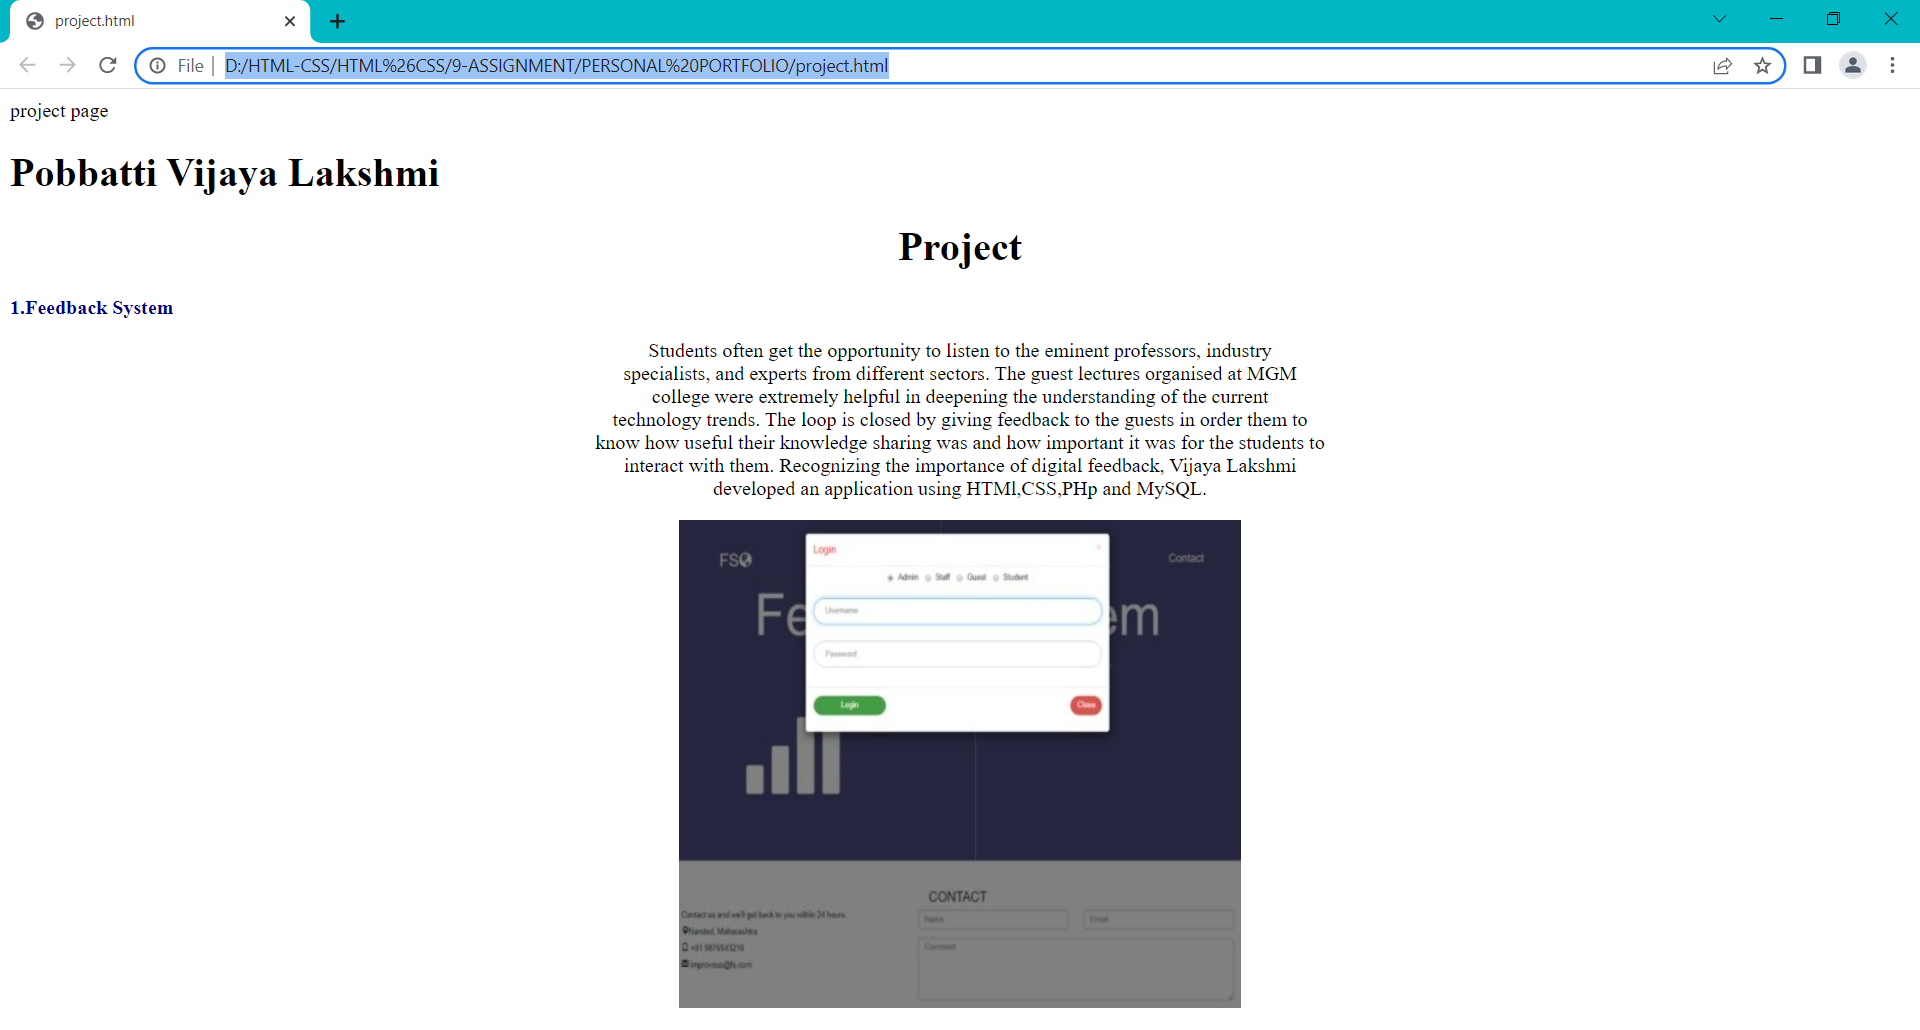 project.html
File | D:/HTML-CSS/HTML%26CSS/9-ASSIGNMENT/PERSONAL%20PORTFOLIO/project.html
project page
Pobbatti Vijaya Lakshmi
Project
1.Feedback System
Students often get the opportunity to listen to the eminent professors, industry
specialists, and experts from different sectors. The guest lectures organised at MGM
college were extremely helpful in deepening the understanding of the current
technology trends. The loop is closed by giving feedback to the guests in order them to
know how useful their knowledge sharing was and how important it was for the students to
interact with them. Recognizing the importance of digital feedback, Vijaya Lakshmi
developed an application using HTMl,CSS,PHp and MySQL.
FS
Contact
Login
Admin Staff Guest Student
Username
Fe em
Password
Login Close
CONTACT
Contact us and we'll get back to you within 24 hours.
Name Email
Nanded, Maharashtra
+91 9876543210
Comment